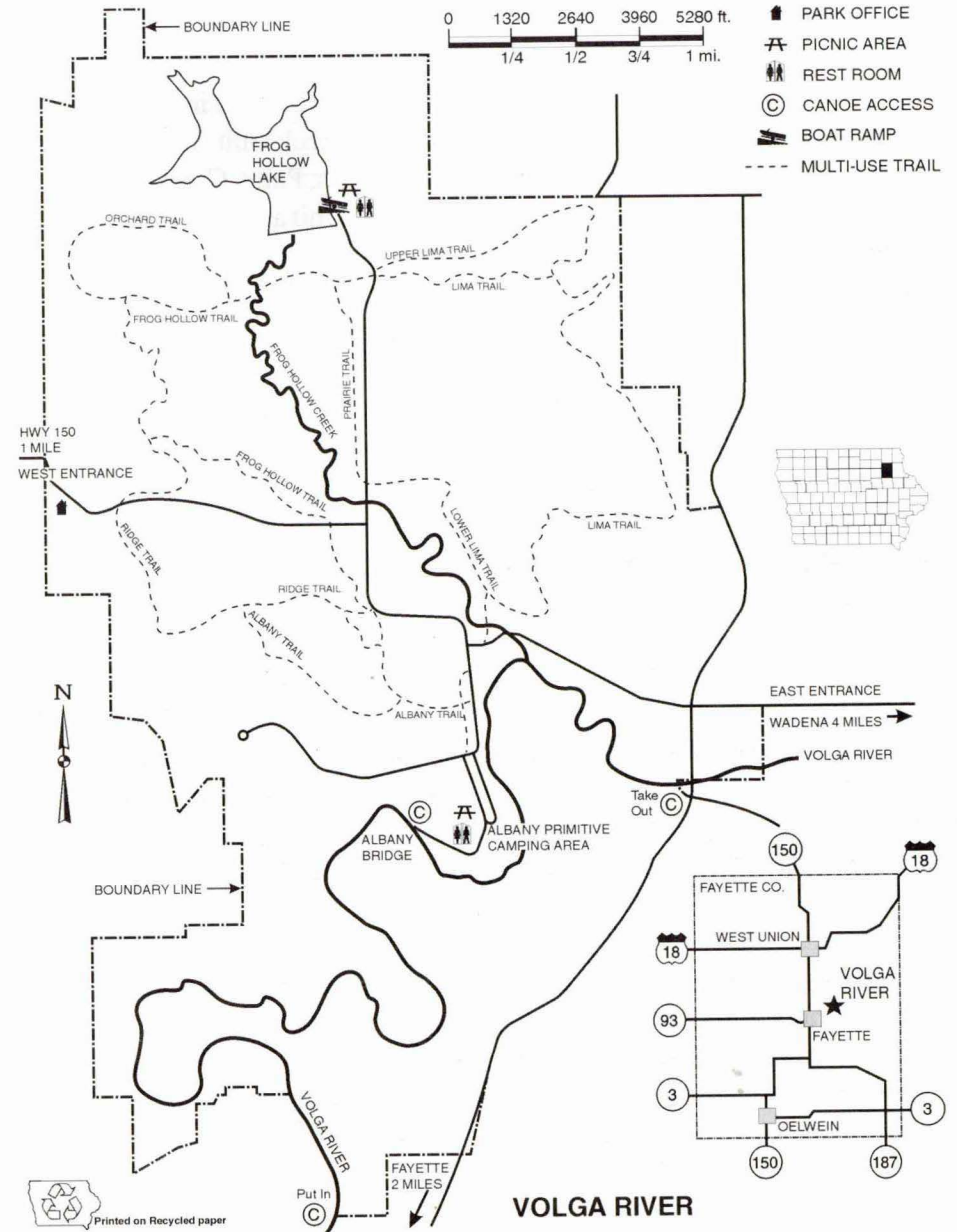 BOUNDARY LINE
0 1320 2640 3960 5280 ft.
1/4 1/2 3/4 1 mi.
PARK OFFICE
PICNIC AREA
REST ROOM
C CANOE ACCESS
BOAT RAMP
MULTI-USE TRAIL
FROG
HOLLOW
LAKE
ORCHARD TRAIL
UPPER LIMA TRAIL
LIMA TRAIL
FROG HOLLOW TRAIL
FROG HOLLOW CREEK
PRAIRIE TRAIL
HWY 150
1 MILE
WEST ENTRANCE
FROG HOLLOW TRAIL
LOWER LIMA TRAIL
LIMA TRAIL
RIDGE TRAIL
RIDGE TRAIL
ALBANY TRAIL
ALBANY TRAIL
N
EAST ENTRANCE
WADENA 4 MILES
VOLGA RIVER
Take
Out
C
C
ALBANY
BRIDGE
ALBANY PRIMITIVE
CAMPING AREA
BOUNDARY LINE
150
18
FAYETTE CO.
WEST UNION
18
VOLGA
RIVER
93
FAYETTE
3
OELWEIN
3
150
187
VOLGA RIVER
Put In
C
FAYETTE
2 MILES
VOLGA RIVER
Printed on Recycled paper